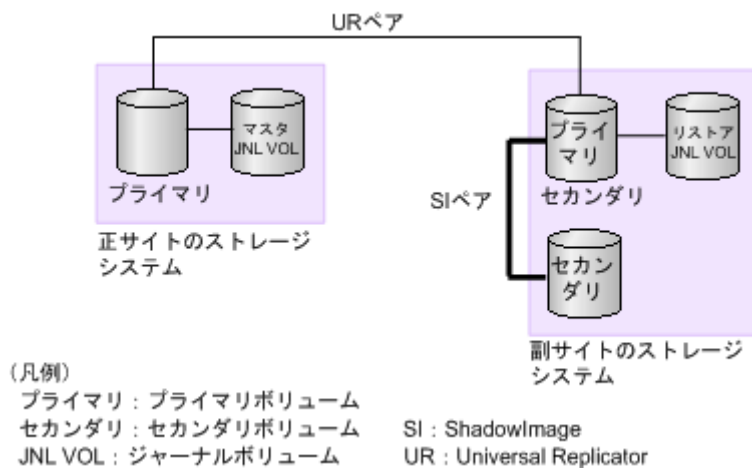 URペア
マスタ
JNL VOL
プライマリ
正サイトのストレージ
システム
プライ
マリ
リストア
JNL VOL
セカンダリ
SIペア
セカン
ダリ
副サイトのストレージ
システム
(凡例)
プライマリ：プライマリボリューム
セカンダリ：セカンダリボリューム
JNL VOL：ジャーナルボリューム
SI：ShadowImage
UR：Universal Replicator